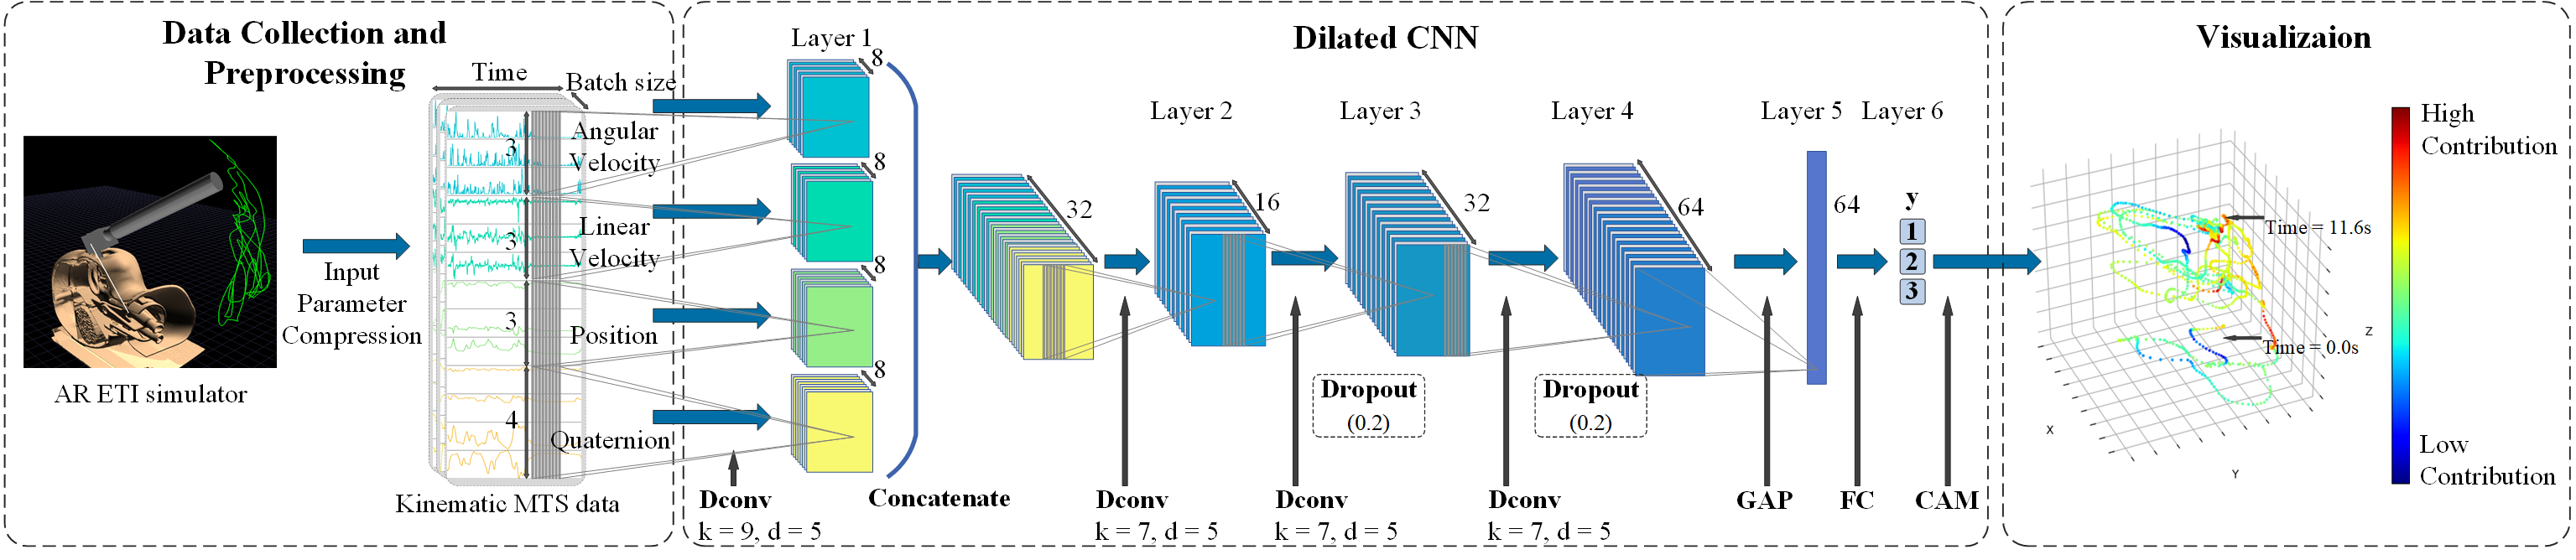 Data Collection and
Preprocessing
AR ETI simulator
Input
Parameter
Compression
Time
Batch size
3
Angular
Velocity
3
Linear
Velocity
3
Position
4
Quaternion
Kinematic MTS data
Dilated CNN
Layer 1
8
8
8
8
Dconv
k = 9, d = 5
Concatenate
32
Layer 2
16
Dconv
k = 7, d = 5
Layer 3
32
Dropout
(0.2)
Dconv
k = 7, d = 5
Layer 4
64
Dropout
(0.2)
Dconv
k = 7, d = 5
Layer 5
64
GAP
Layer 6
y
1
2
3
FC
CAM
Visualizaion
Time = 11.6s
Time = 0.0s
X
Y
Z
High
Contribution
Low
Contribution